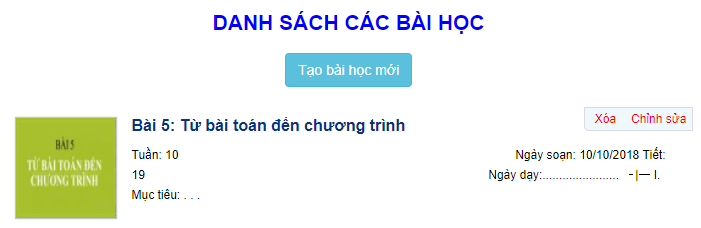 DANH SÁCH CÁC BÀI HỌC
Tạo bài học mới
Xóa Chỉnh sửa
BÀI 5
TỪ BÀI TOÁN ĐẾN
CHƯƠNG TRÌNH
Bài 5: Từ bài toán đến chương trình
Tuần: 10 Ngày soạn: 10/10/2018 Tiết:
19 Ngày dạy:....................... -|— I.
Mục tiêu: . . .